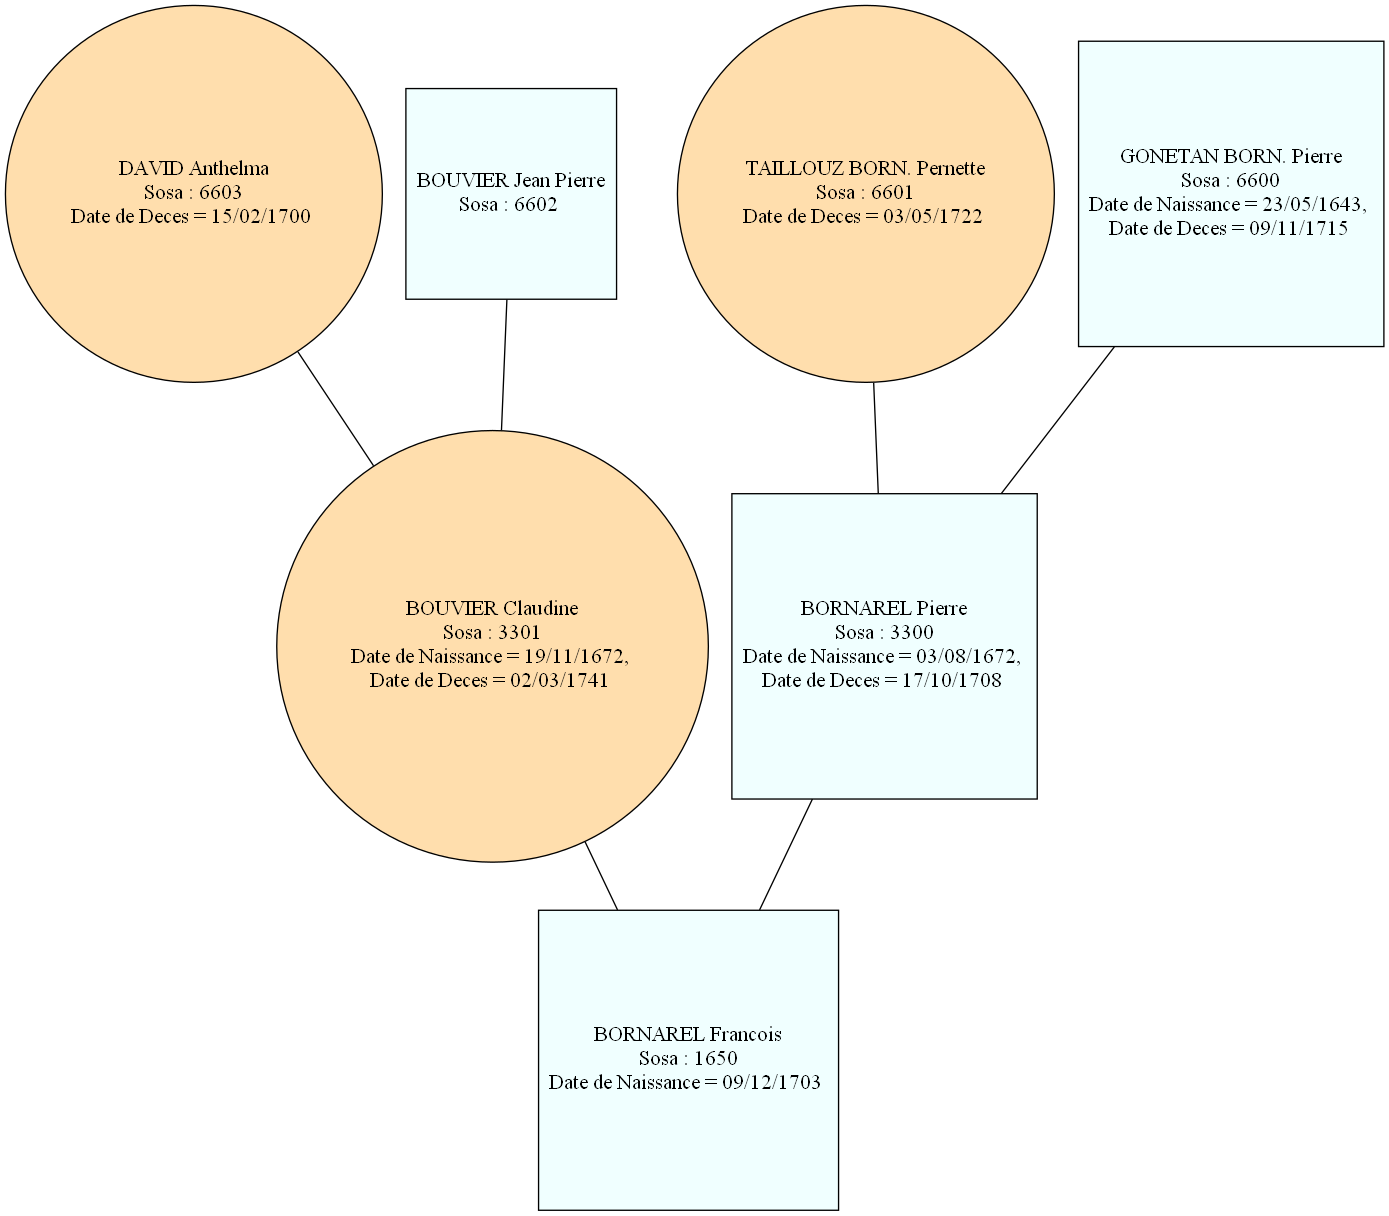 DAVID Anthelma
Sosa : 6603
Date de Deces = 15/02/1700
BOUVIER Jean Pierre
Sosa : 6602
TAILLOUZ BORN. Pernette
Sosa : 6601
Date de Deces = 03/05/1722
GONETAN BORN. Pierre
Sosa : 6600
Date de Naissance = 23/05/1643,
Date de Deces = 09/11/1715
BOUVIER Claudine
Sosa : 3301
Date de Naissance = 19/11/1672,
Date de Deces = 02/03/1741
BORNAREL Pierre
Sosa : 3300
Date de Naissance = 03/08/1672,
Date de Deces = 17/10/1708
BORNAREL Francois
Sosa : 1650
Date de Naissance = 09/12/1703